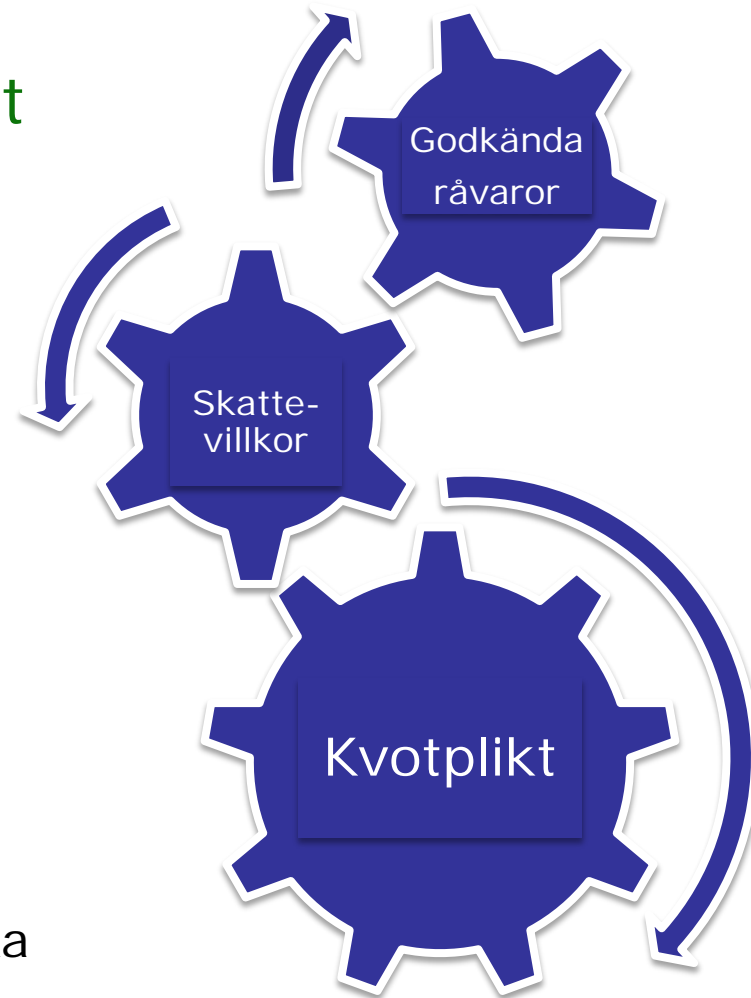 t
Godkända
råvaror
Skatte-
villkor
Kvotplikt
a